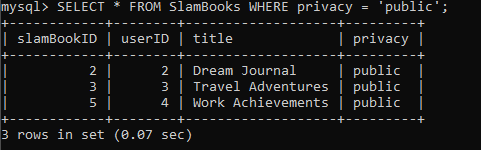 mysql> SELECT * FROM SlamBooks WHERE privacy = 'public';
+------------+--------+-------------------+---------+
| slamBookID | userID | title             | privacy |
+------------+--------+-------------------+---------+
|          2 |      2 | Dream Journal     | public  |
|          3 |      3 | Travel Adventures | public  |
|          5 |      4 | Work Achievements | public  |
+------------+--------+-------------------+---------+
3 rows in set (0.07 sec)